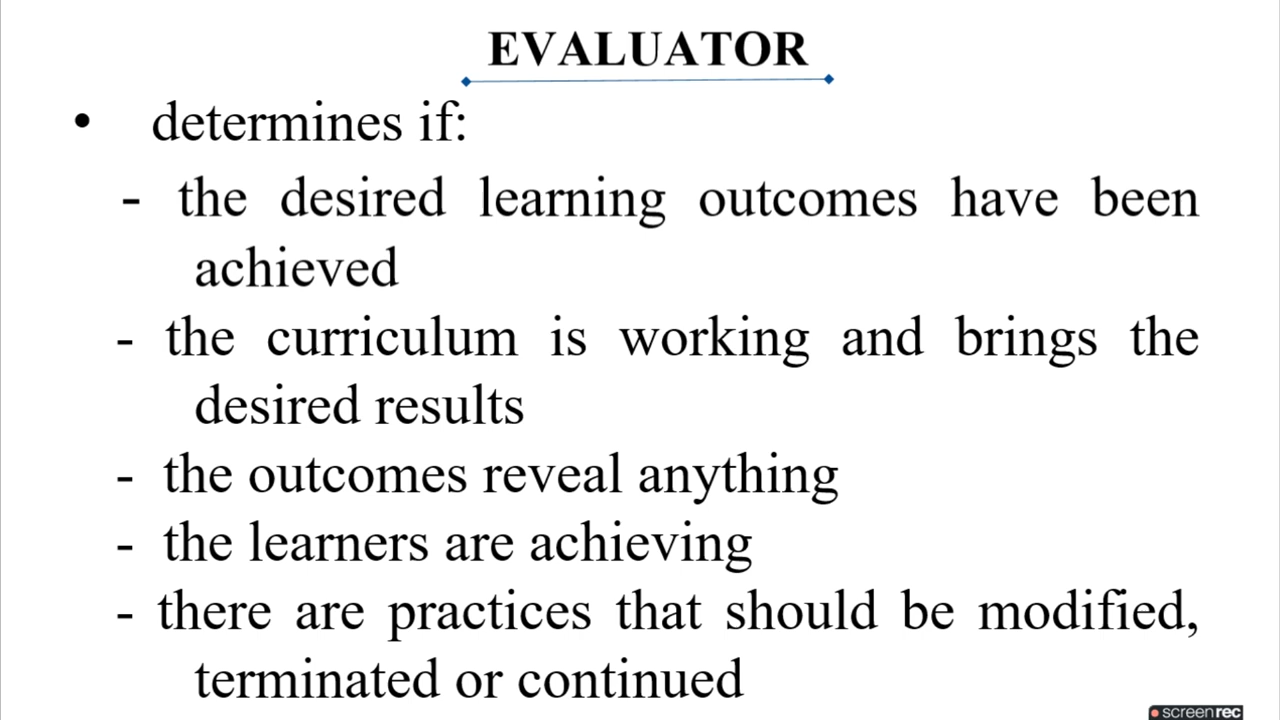 EVALUATOR
• determines if:
- the desired learning outcomes have been
achieved
- the curriculum is working and brings the
desired results
- the outcomes reveal anything
- the learners are achieving
- there are practices that should be modified,
terminated or continued
screenrec